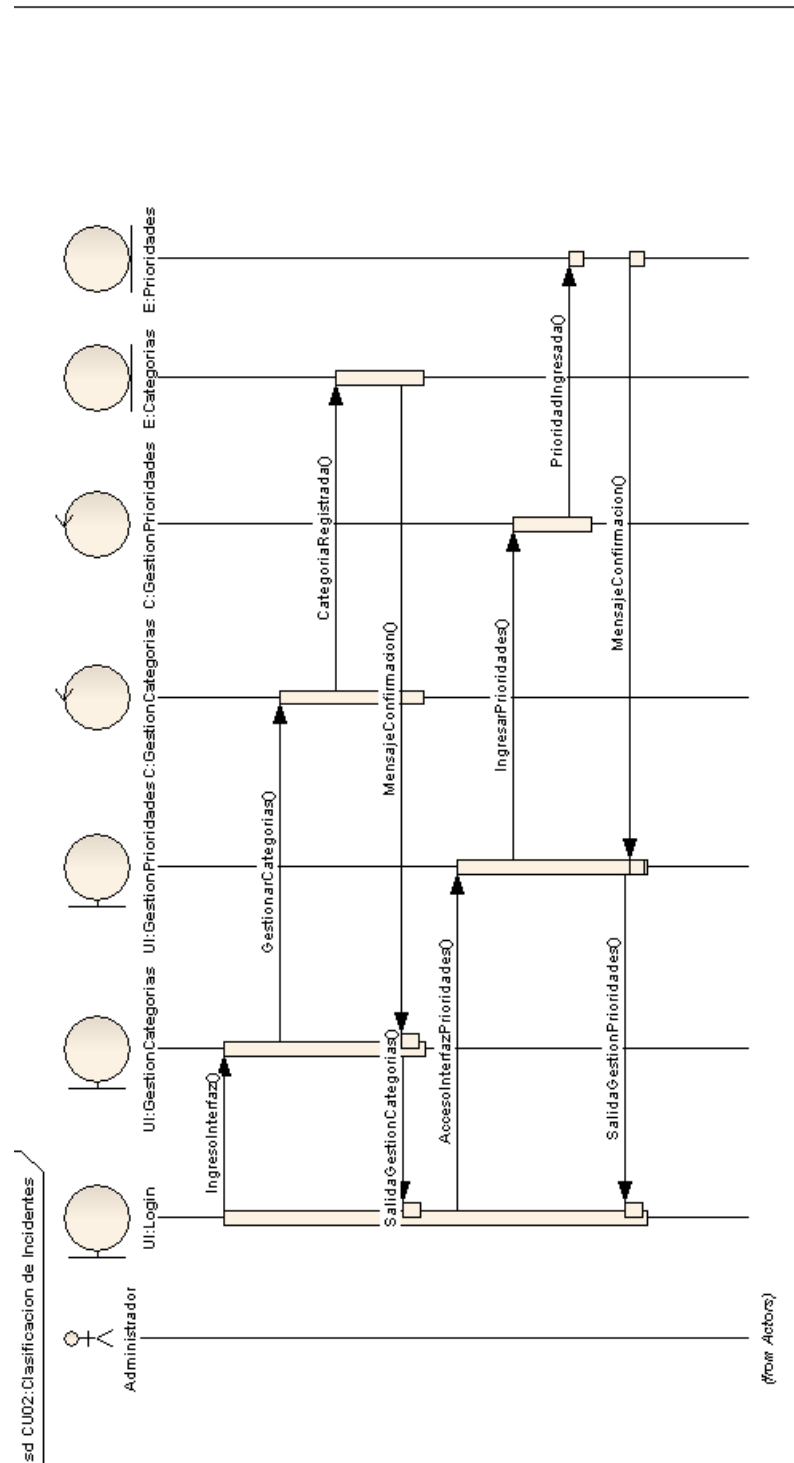 sd CU02:Clasificacion de Incidentes
Administrador
UI:Login
UI:GestionCategorias
UI:GestionPrioridades
C:GestionCategorias
C:GestionPrioridades
E:Categorias
E:Prioridades
IngresoInterfaz()
GestionarCategorias()
CategoriaRegistrada()
MensajeConfirmacion()
SalidaGestionCategorias()
AccesoInterfazPrioridades()
IngresarPrioridades()
PrioridadIngresada()
MensajeConfirmacion()
SalidaGestionPrioridades()
(from Actors)